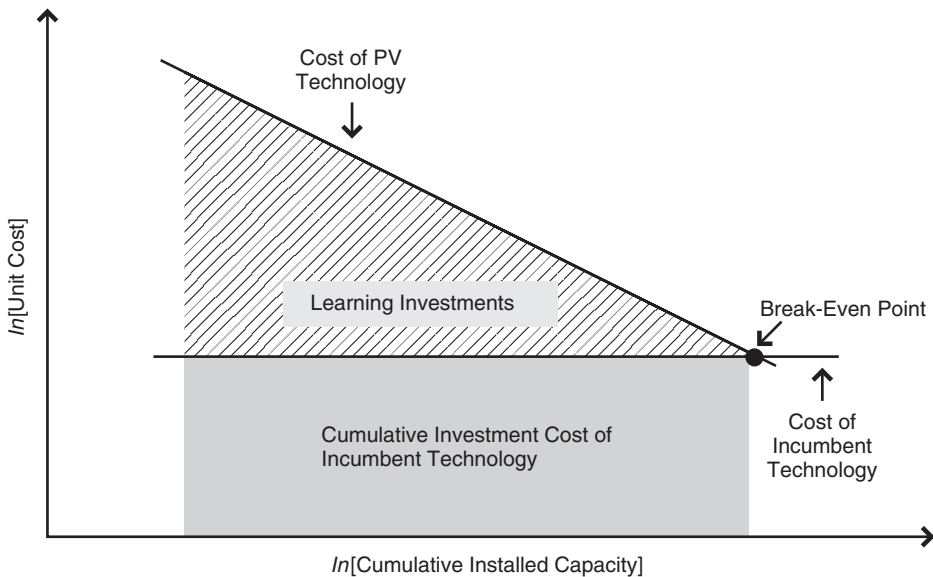 Cost of PV
Technology
ln[Unit Cost]
Learning Investments
Break-Even Point
Cumulative Investment Cost of
Incumbent Technology
Cost of
Incumbent
Technology
ln[Cumulative Installed Capacity]